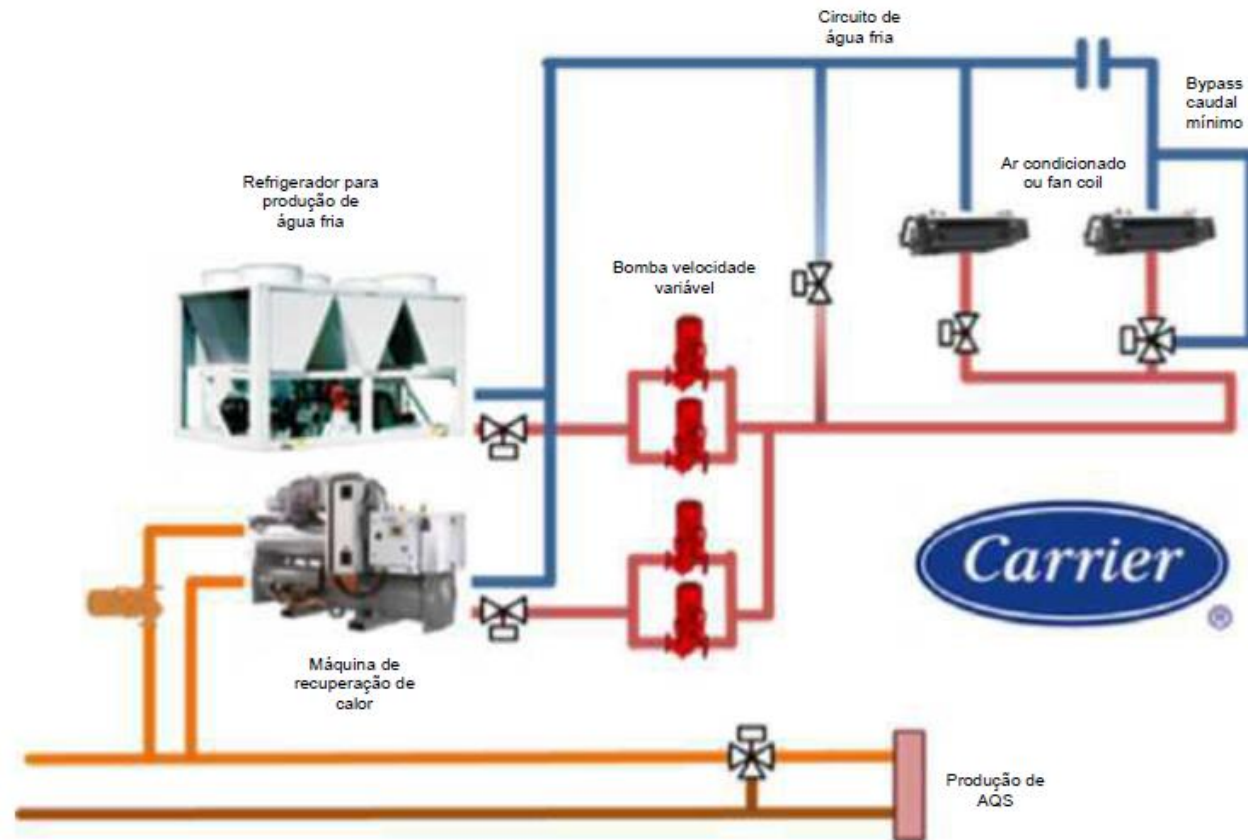 Circuito de
água fria
Bypass
caudal
mínimo
Ar condicionado
ou fan coil
Refrigerador para
produção de
água fria
Bomba velocidade
variável
Carrier
®
Máquina de
recuperação de
calor
Produção de
AQS